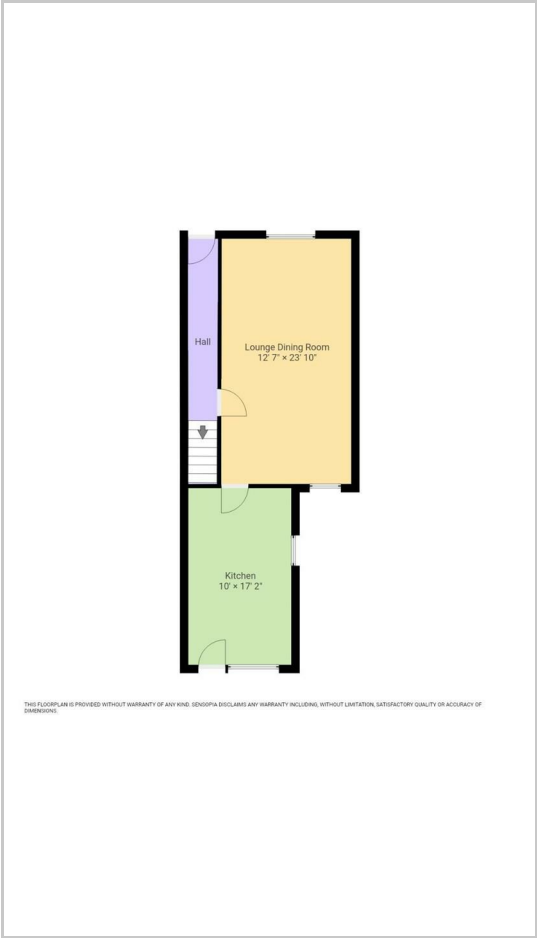 Hall
Lounge Dining Room
12' 7" × 23' 10"
Kitchen
10' × 17' 2"
THIS FLOORPLAN IS PROVIDED WITHOUT WARRANTY OF ANY KIND. SENSOPIA DISCLAIMS ANY WARRANTY INCLUDING, WITHOUT LIMITATION, SATISFACTORY QUALITY OR ACCURACY OF
DIMENSIONS.